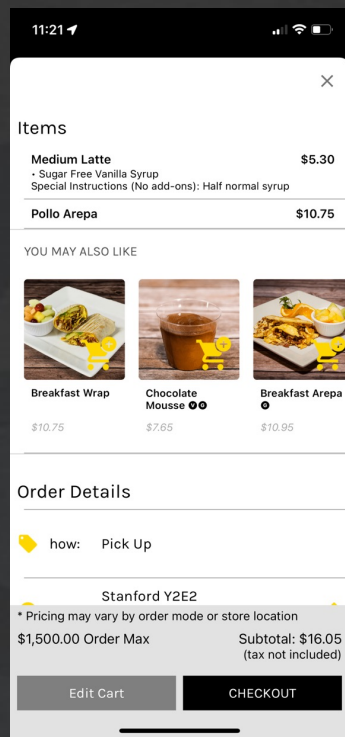 11:21
Items
Medium Latte $5.30
• Sugar Free Vanilla Syrup
Special Instructions (No add-ons): Half normal syrup
Pollo Arepa $10.75
YOU MAY ALSO LIKE
Breakfast Wrap
$10.75
Chocolate
Mousse V G
$7.65
Breakfast Arepa
G
$10.95
Order Details
how: Pick Up
Stanford Y2E2
* Pricing may vary by order mode or store location
$1,500.00 Order Max Subtotal: $16.05
(tax not included)
Edit Cart CHECKOUT